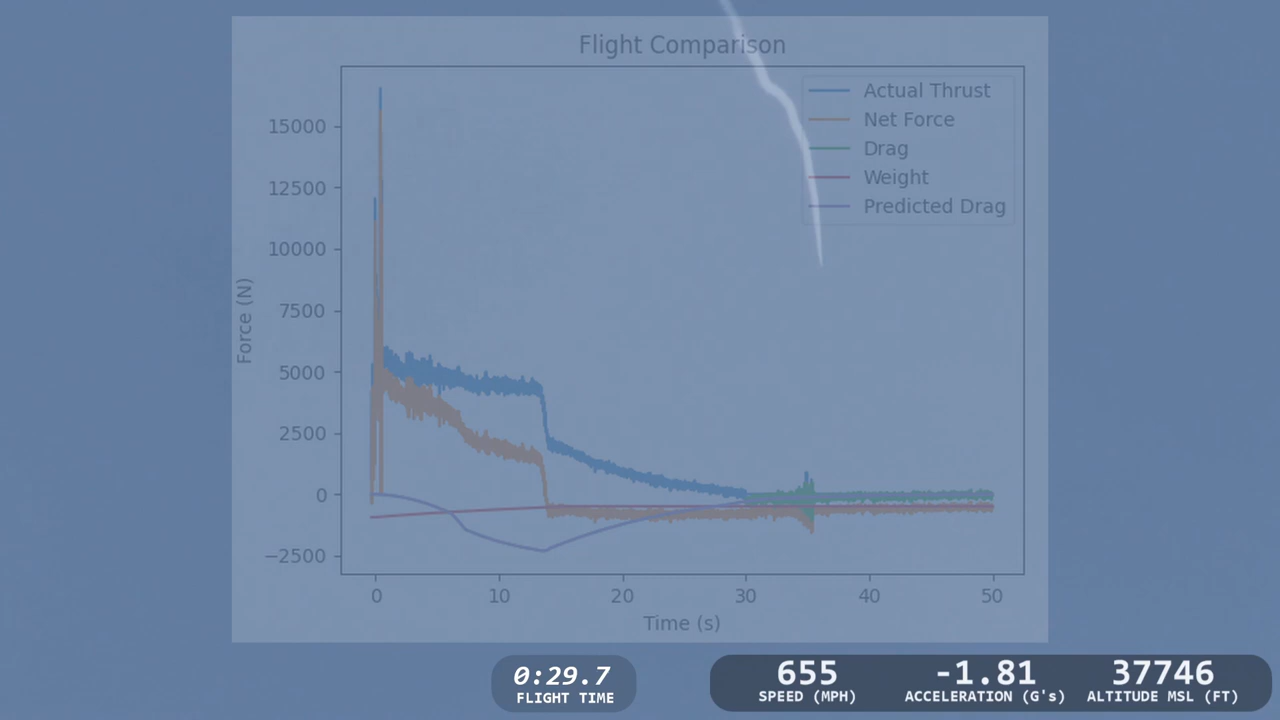 Flight Comparison
Actual Thrust
Net Force
Drag
Weight
Predicted Drag
15000
12500
10000
7500
5000
2500
0
−2500
Force (N)
0 10 20 30 40 50
Time (s)
0:29.7
FLIGHT TIME
655 -1.81 37746
SPEED (MPH) ACCELERATION (G's) ALTITUDE MSL (FT)